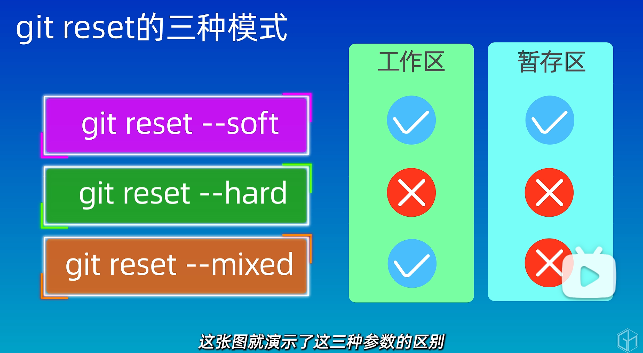 git reset的三种模式
工作区
暂存区
git reset --soft
git reset --hard
git reset --mixed
这张图就演示了这三种参数的区别